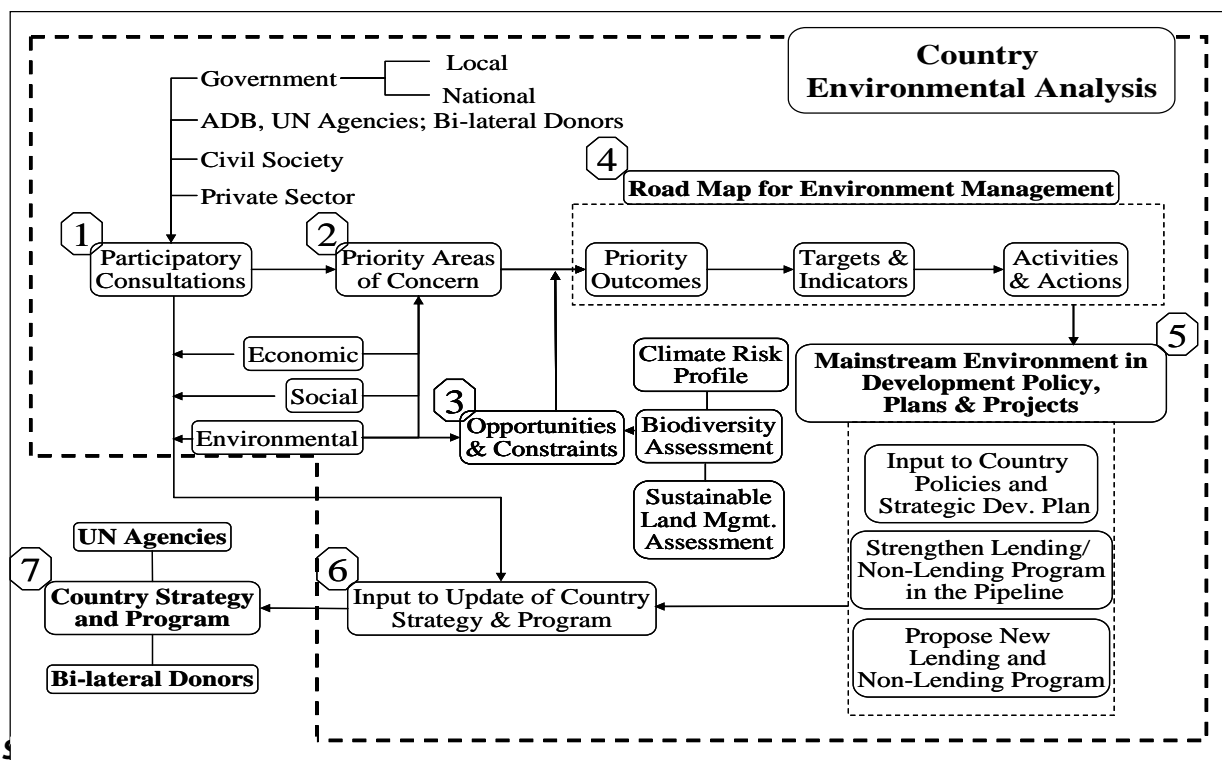 Country
Environmental Analysis
Government
Local
National
ADB, UN Agencies; Bi-lateral Donors
Civil Society
Private Sector
4
Road Map for Environment Management
1
Participatory
Consultations
2
Priority Areas
of Concern
Priority
Outcomes
Targets &
Indicators
Activities
& Actions
5
Mainstream Environment in
Development Policy,
Plans & Projects
Economic
Social
Environmental
3
Opportunities
& Constraints
Climate Risk
Profile
Biodiversity
Assessment
Sustainable
Land Mgmt.
Assessment
Input to Country
Policies and
Strategic Dev. Plan
Strengthen Lending/
Non-Lending Program
in the Pipeline
Propose New
Lending and
Non-Lending Program
6
Input to Update of Country
Strategy & Program
UN Agencies
7
Country Strategy
and Program
Bi-lateral Donors